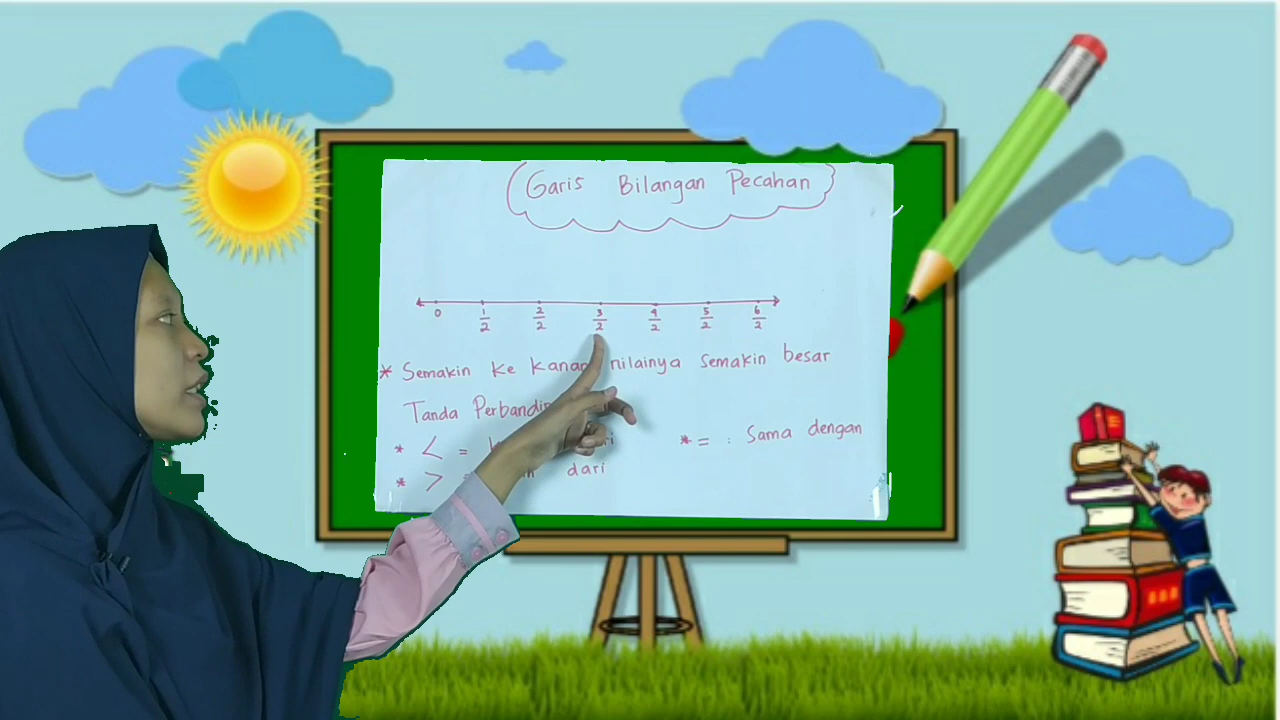 Garis Bilangan Pecahan
0 1/2 2/2 3/2 4/2 5/2 6/2
* Semakin ke kanan nilainya semakin besar
Tanda
* < =
* = : Sama dengan
* > dari